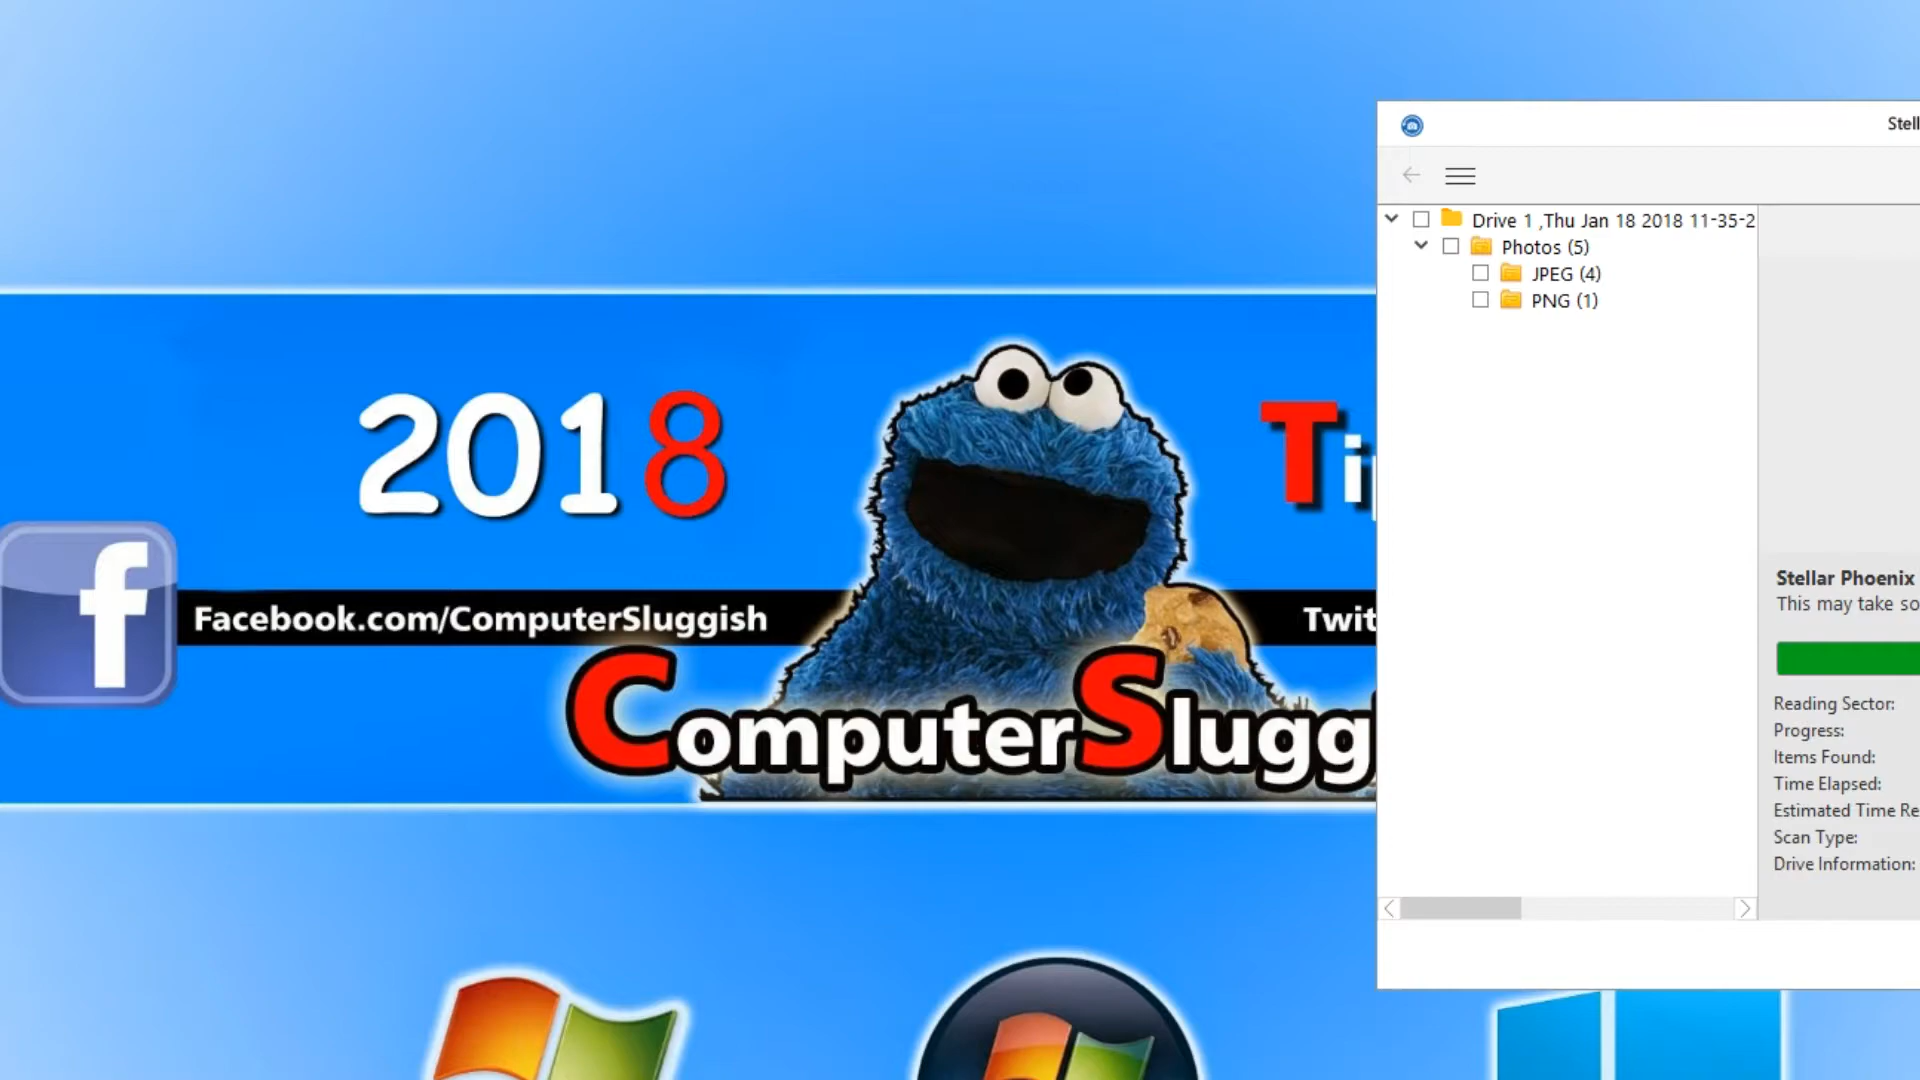 Stell
Drive 1 ,Thu Jan 18 2018 11-35-2
Photos (5)
JPEG (4)
PNG (1)
2018
Tip
f
Facebook.com/ComputerSluggish
Twit
ComputerSlugg
Stellar Phoenix
This may take so
Reading Sector:
Progress:
Items Found:
Time Elapsed:
Estimated Time Re
Scan Type:
Drive Information: